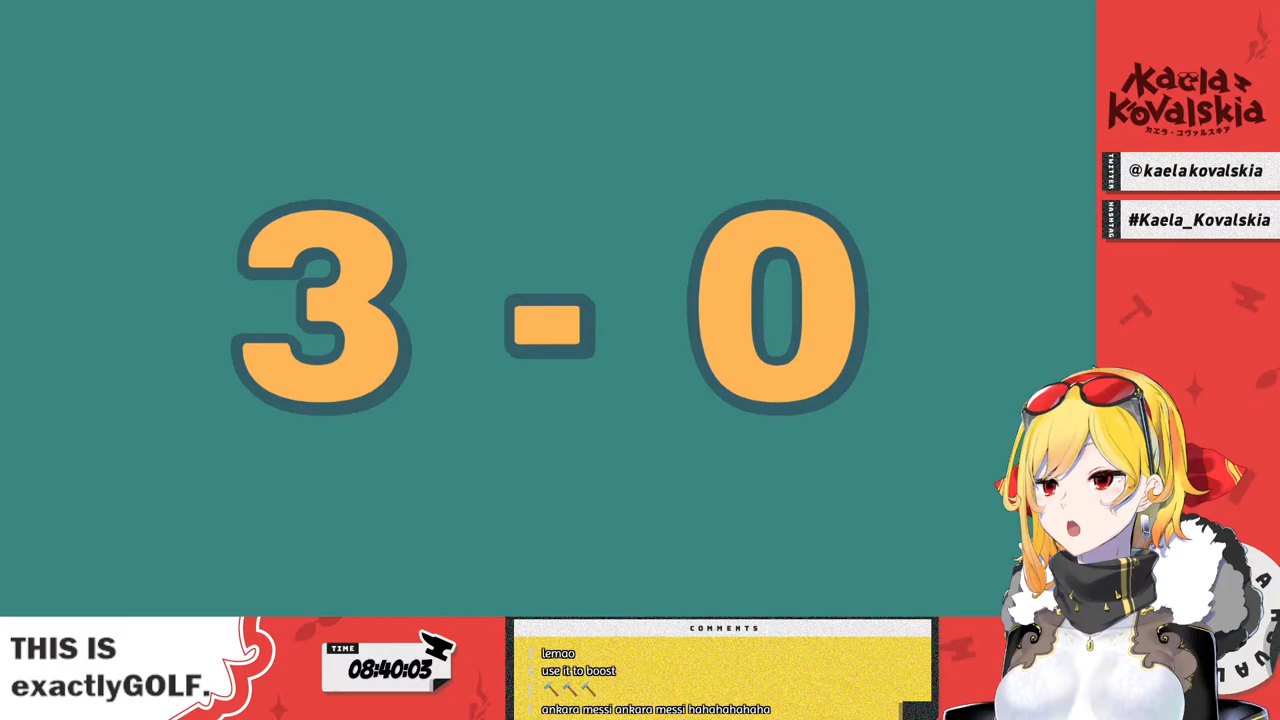 3 - 0
Kaela
Kovalskia
カエラ・コヴァルスキア
TWITTER
@kaelakovalskia
HASHTAG
#Kaela_Kovalskia
THIS IS
exactlyGOLF.
TIME
08:40:03
COMMENTS
lemao
use it to boost
🔨🔨🔨
ankara messi ankara messi hahahahahaha